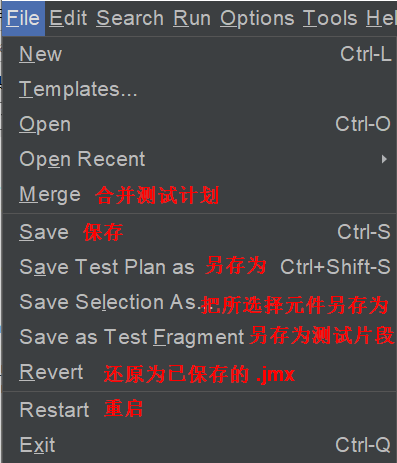 File Edit Search Run Options Tools Hel
New Ctrl-L
Templates...
Open Ctrl-O
Open Recent
Merge 合并测试计划
Save 保存 Ctrl-S
Save Test Plan as 另存为 Ctrl+Shift-S
Save Selection As... 把所选择元件另存为
Save as Test Fragment 另存为测试片段
Revert 还原为已保存的 .jmx
Restart 重启
Exit Ctrl-Q